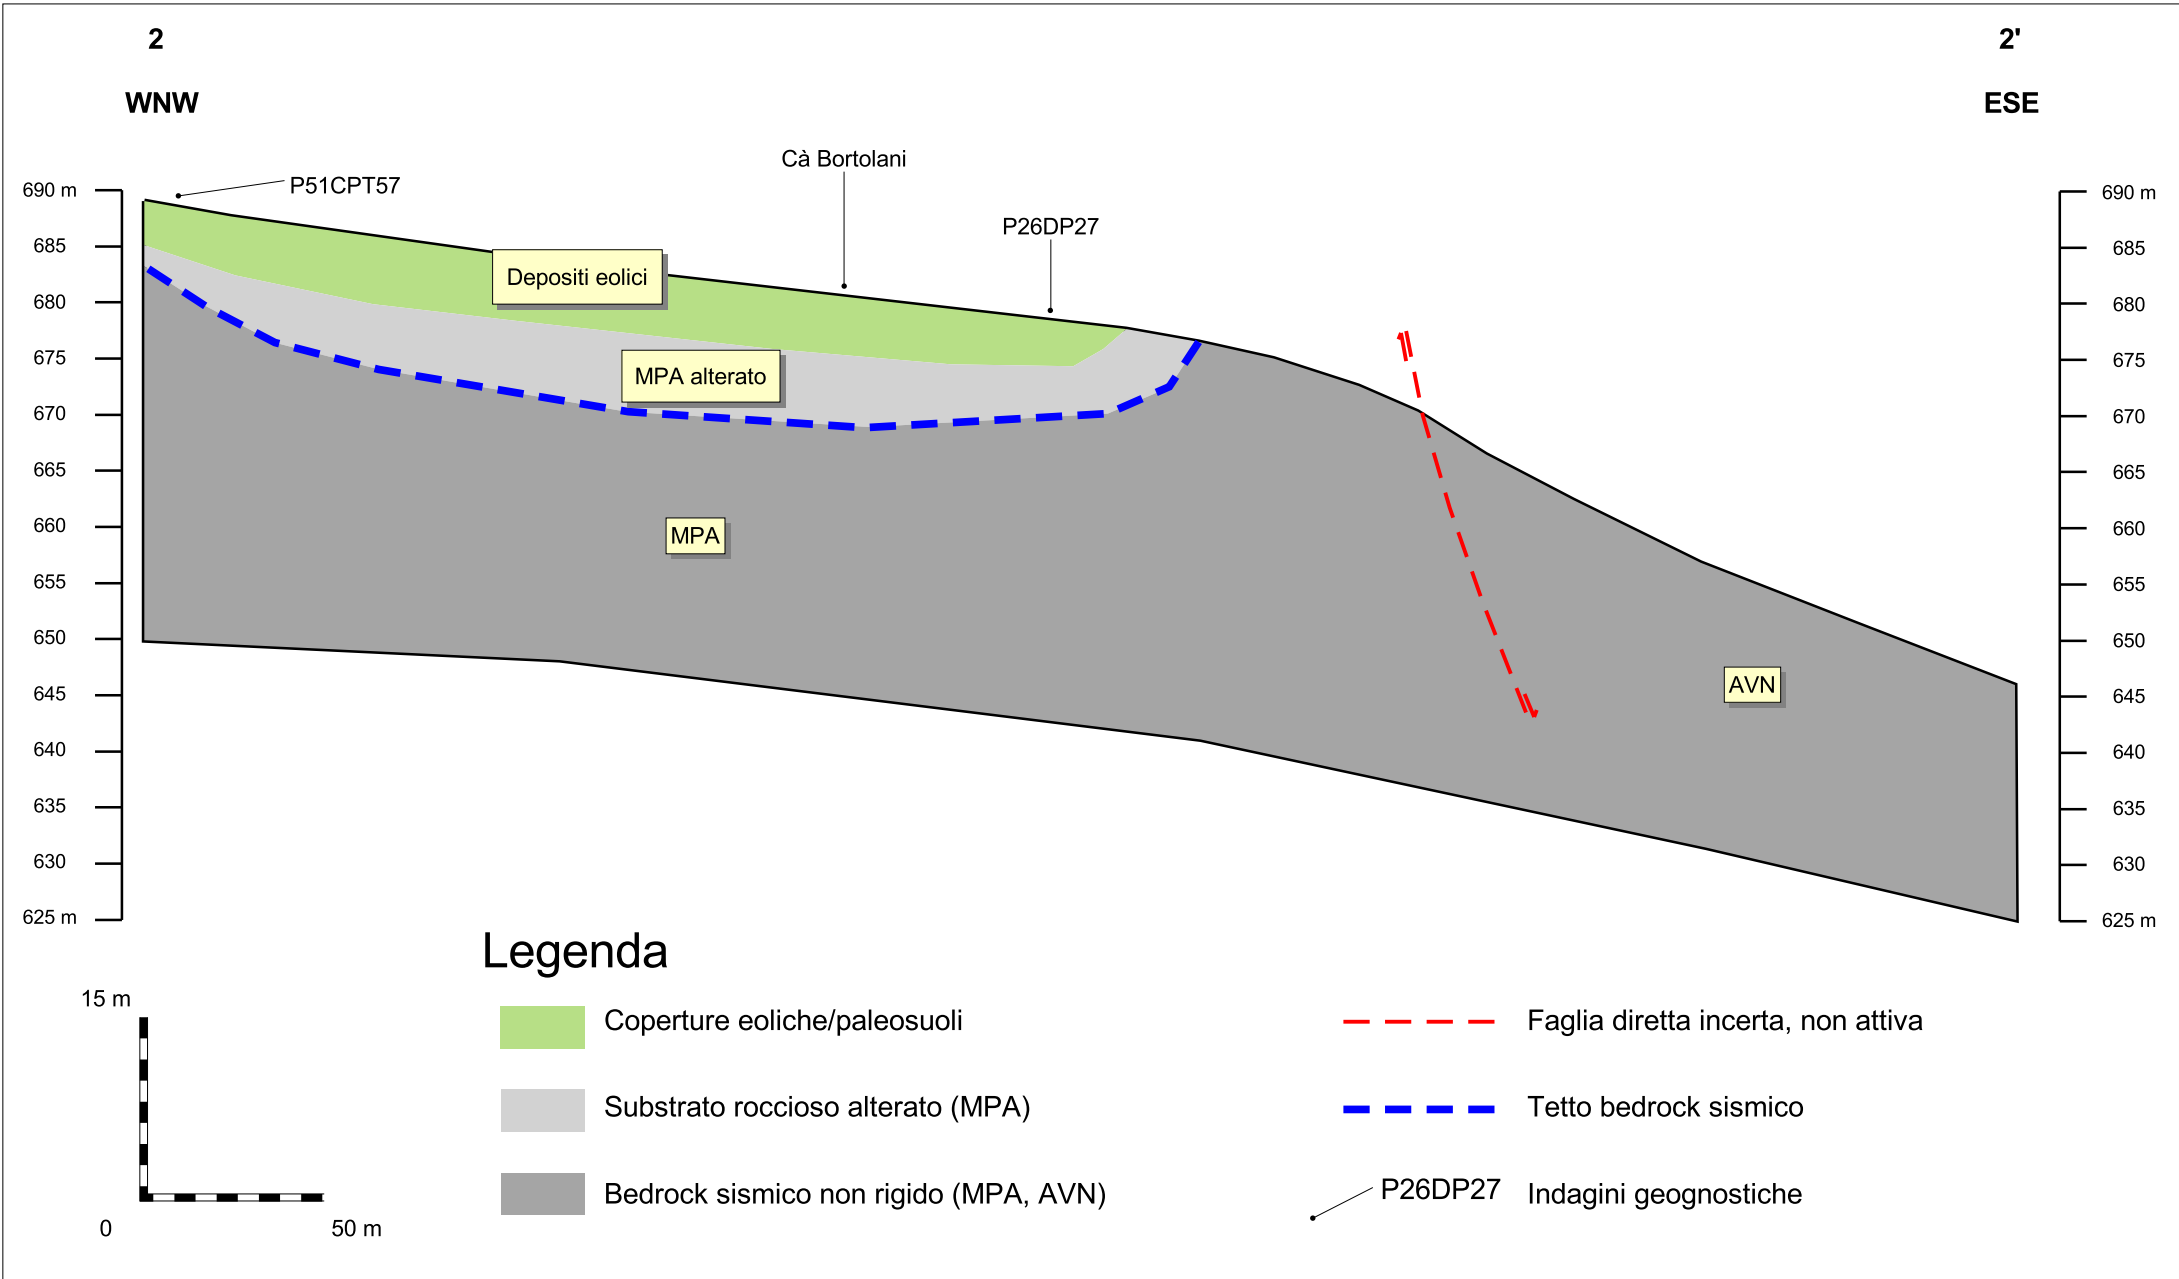 2
2'
WNW
ESE
Cà Bortolani
P51CPT57
P26DP27
690 m
685
680
675
670
665
660
655
650
645
640
635
630
625 m
690 m
685
680
675
670
665
660
655
650
645
640
635
630
625 m
Depositi eolici
MPA alterato
MPA
AVN
Legenda
15 m
0
50 m
Coperture eoliche/paleosuoli
Substrato roccioso alterato (MPA)
Bedrock sismico non rigido (MPA, AVN)
Faglia diretta incerta, non attiva
Tetto bedrock sismico
P26DP27 Indagini geognostiche